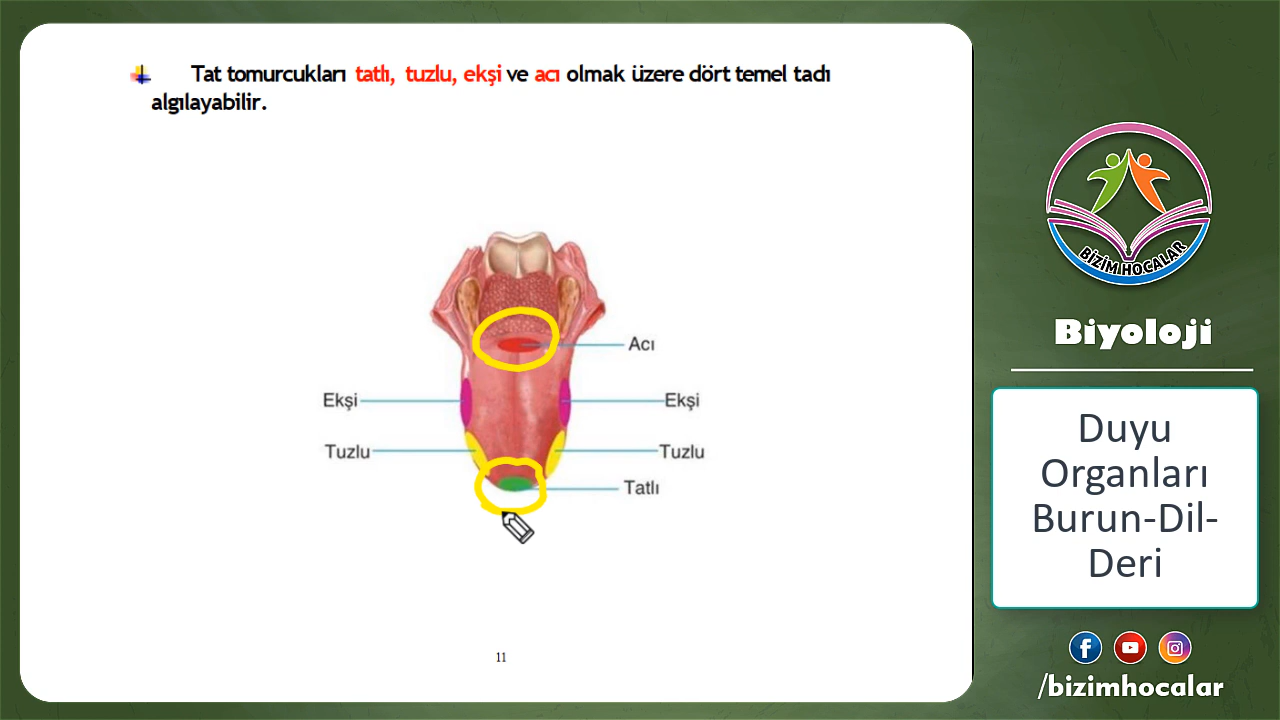 Tat tomurcukları tatlı, tuzlu, ekşi ve acı olmak üzere dört temel tadı
algılayabilir.
Acı
Ekşi
Ekşi
Tuzlu
Tuzlu
Tatlı
11
BİZİM HOCALAR
Biyoloji
Duyu
Organları
Burun-Dil-
Deri
/bizimhocalar